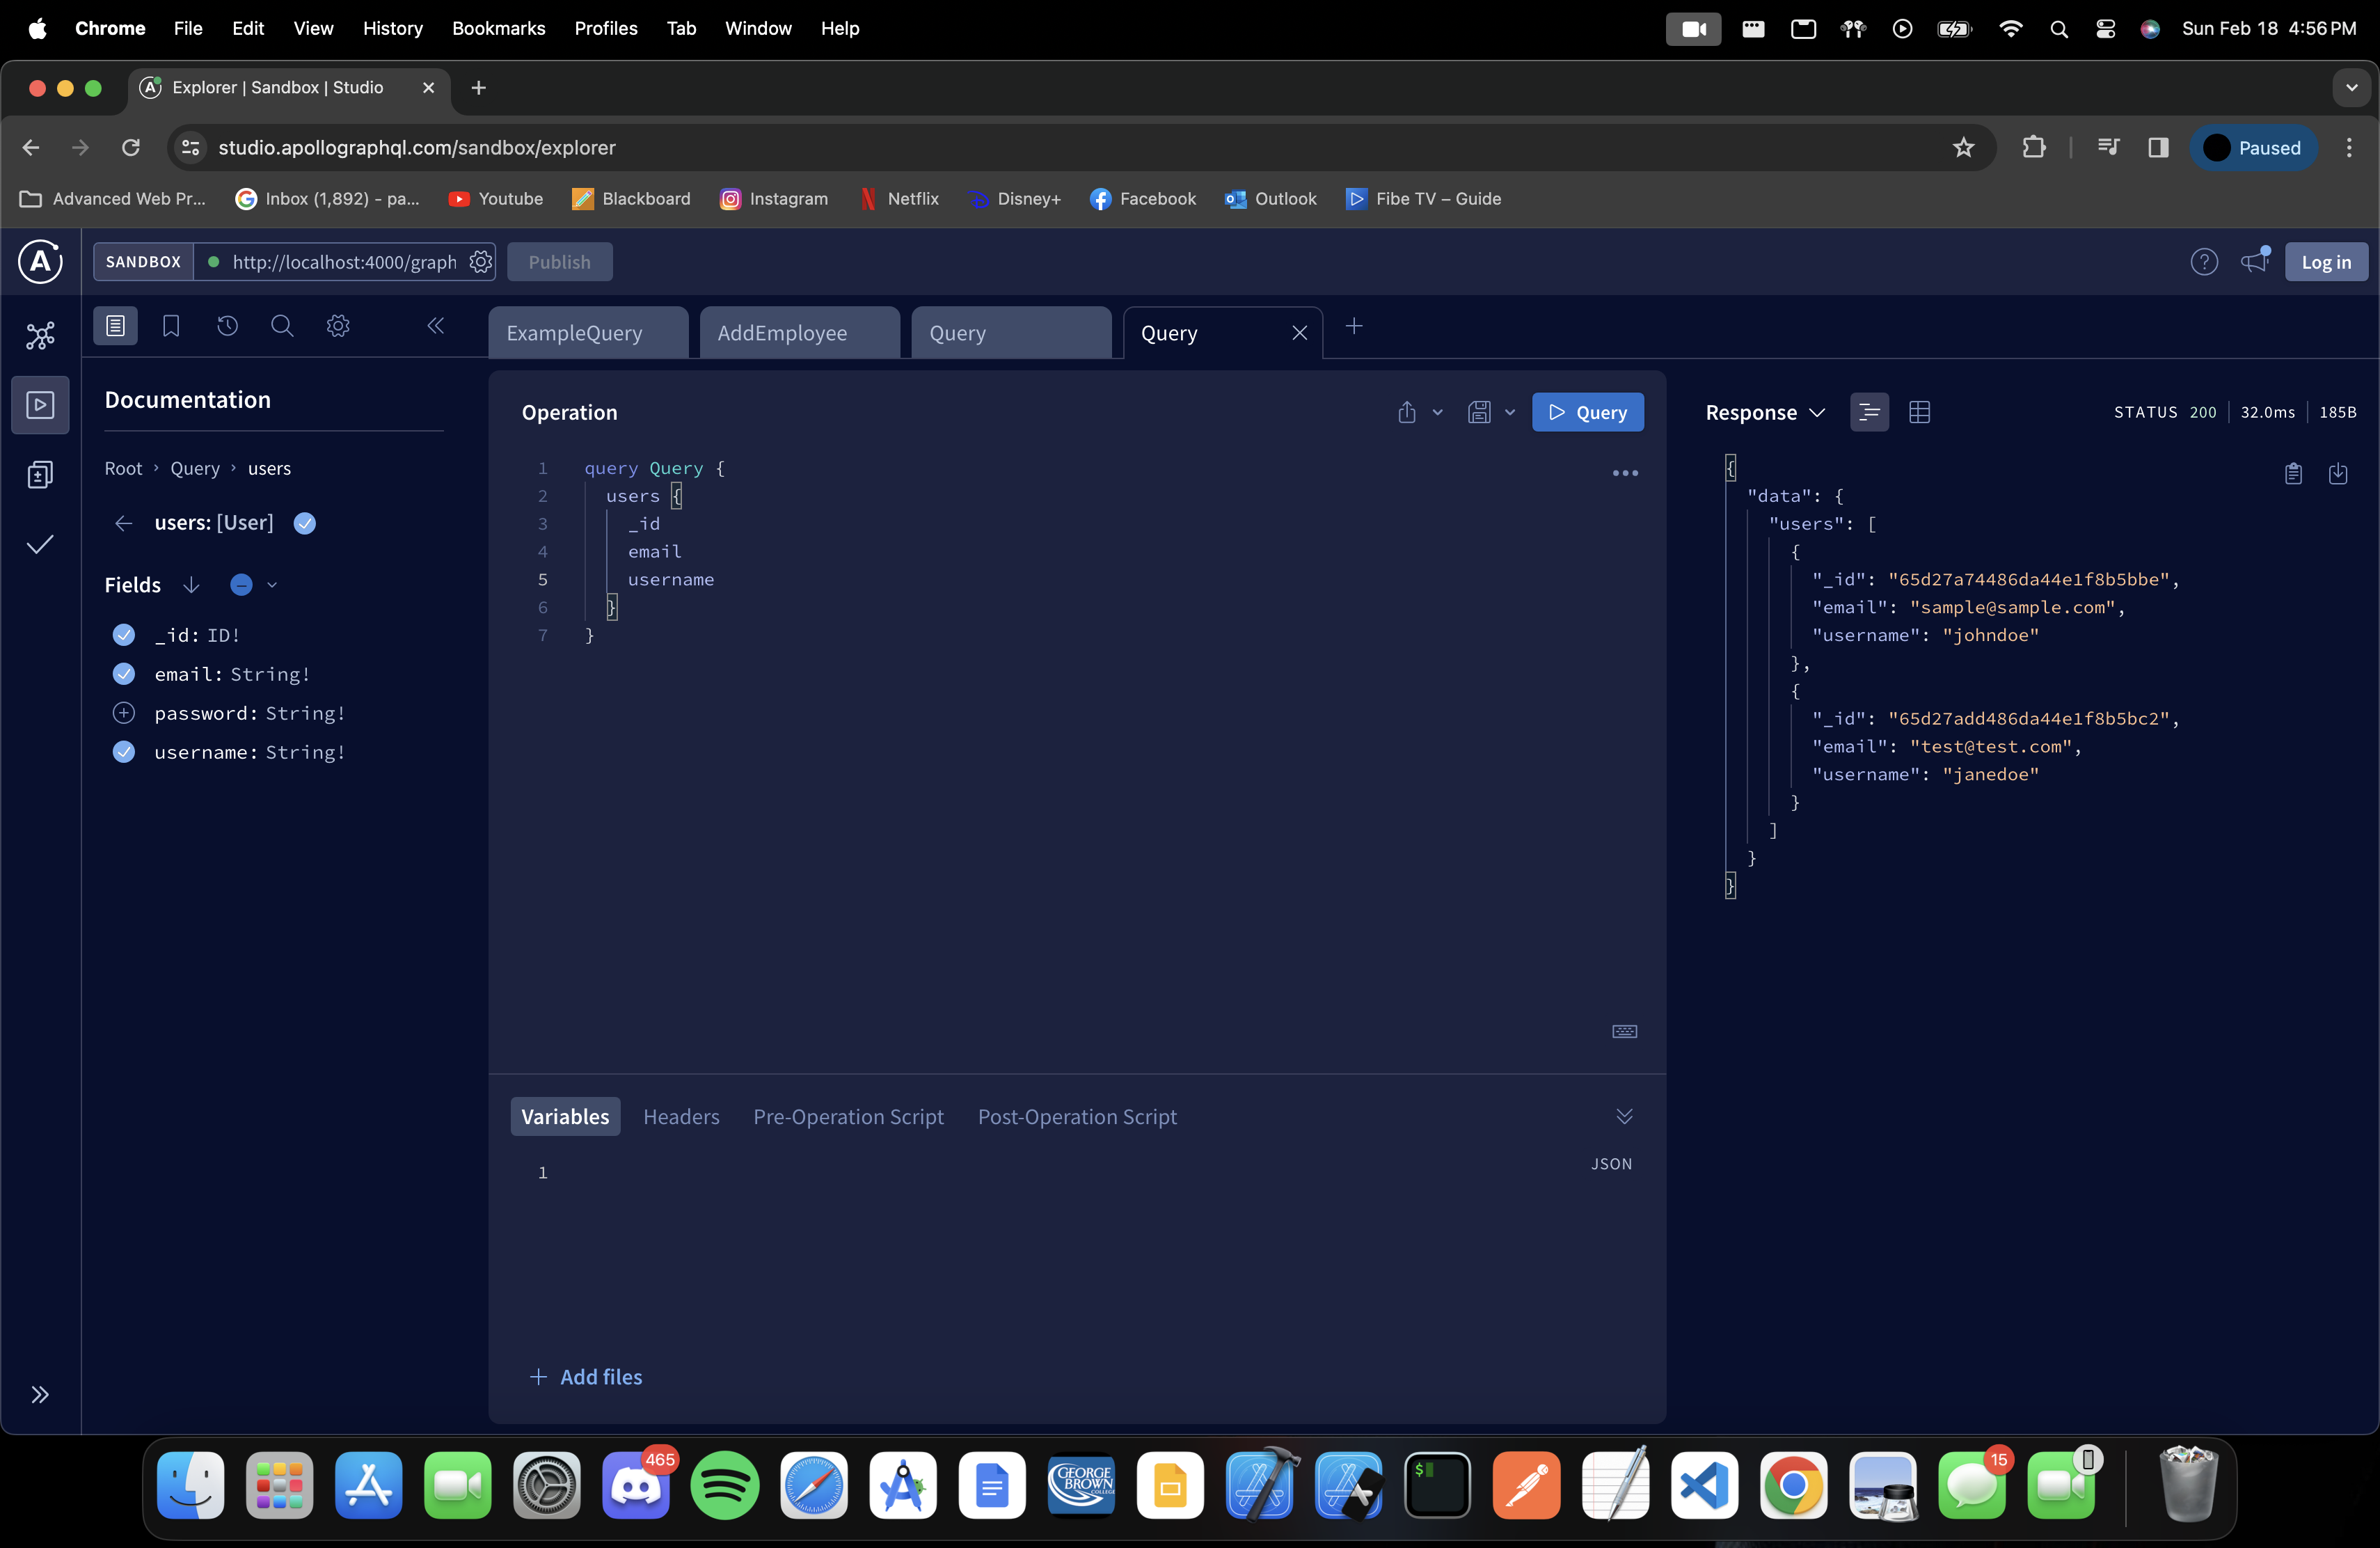 Chrome File Edit View History Bookmarks Profiles Tab Window Help Sun Feb 18 4:56 PM
Explorer | Sandbox | Studio
studio.apollographql.com/sandbox/explorer Paused
Advanced Web Pr... Inbox (1,892) - pa... Youtube Blackboard Instagram Netflix Disney+ Facebook Outlook Fibe TV – Guide
SANDBOX http://localhost:4000/graph Publish Log in
ExampleQuery AddEmployee Query Query
Documentation
Root › Query › users
users: [User]
Fields
_id: ID!
email: String!
password: String!
username: String!
Operation
Query
1 query Query {
2 users {
3 _id
4 email
5 username
6 }
7 }
Variables Headers Pre-Operation Script Post-Operation Script
JSON
1
Add files
Response STATUS 200 32.0ms 185B
{
"data": {
"users": [
{
"_id": "65d27a74486da44e1f8b5bbe",
"email": "sample@sample.com",
"username": "johndoe"
},
{
"_id": "65d27add486da44e1f8b5bc2",
"email": "test@test.com",
"username": "janedoe"
}
]
}
}
465
GEORGE
BROWN
COLLEGE
$
15